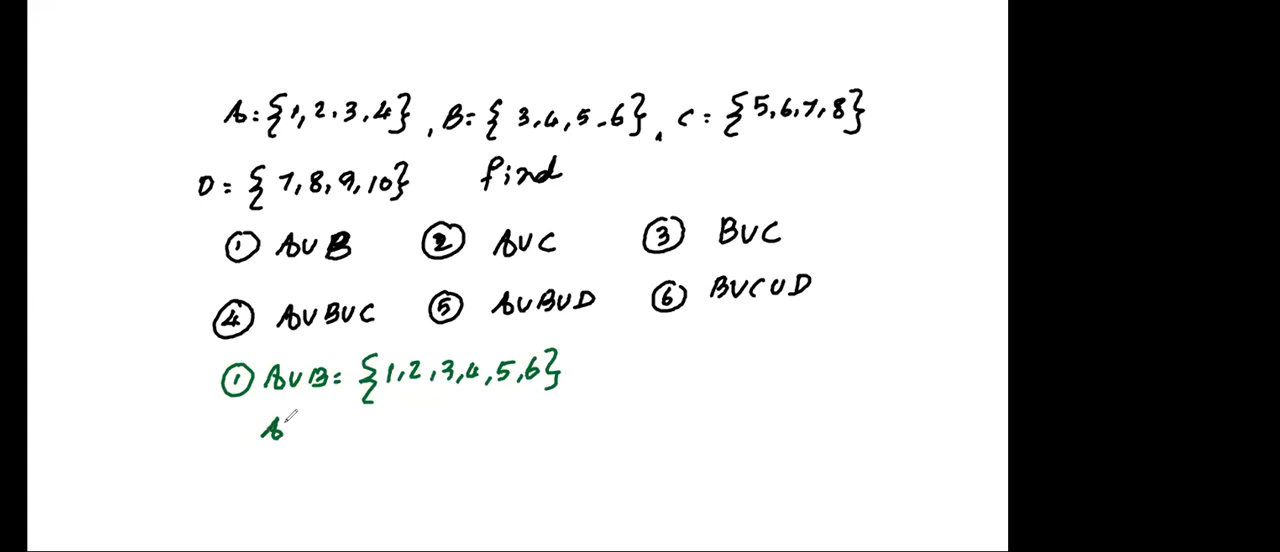 A = {1, 2, 3, 4}, B = { 3, 4, 5, 6}, C = {5, 6, 7, 8}
D = { 7, 8, 9, 10} find
① A∪B ② A∪C ③ B∪C
④ A∪B∪C ⑤ A∪B∪D ⑥ B∪C∪D
① A∪B = {1, 2, 3, 4, 5, 6}
A